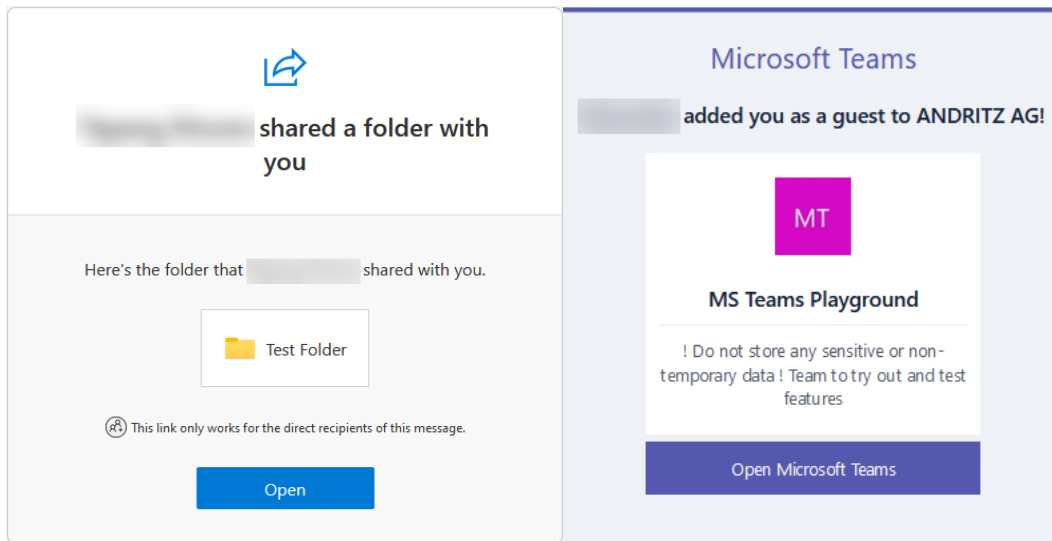 shared a folder with
you
Here's the folder that
shared with you.
Test Folder
This link only works for the direct recipients of this message.
Open
Microsoft Teams
added you as a guest to ANDRITZ AG!
MT
MS Teams Playground
! Do not store any sensitive or non-
temporary data ! Team to try out and test
features
Open Microsoft Teams